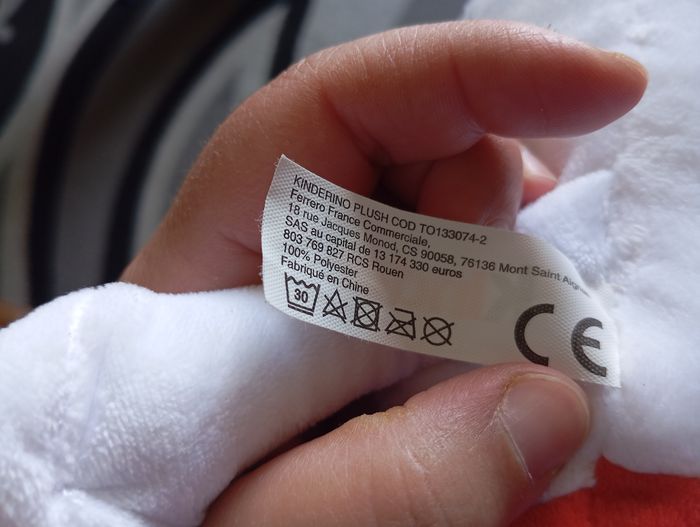 KINDERINO PLUSH COD TO133074-2
Ferrero France Commerciale,
18 rue Jacques Monod, CS 90058, 76136 Mont Saint Aignan
SAS au capital de 13 174 330 euros
803 769 827 RCS Rouen
100% Polyester
Fabriqué en Chine
30
CE